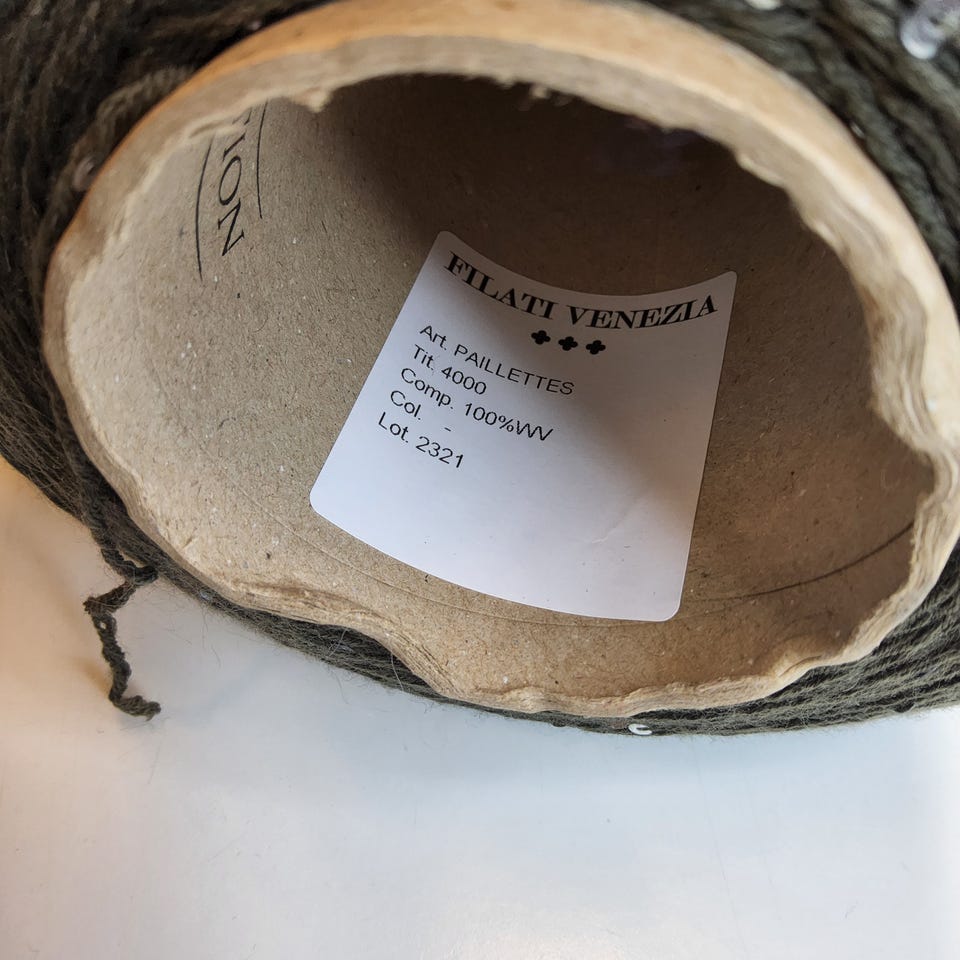 FILATI VENEZIA
Art. PAILLETTES
Tit. 4000
Comp. 100%WV
Col. -
Lot. 2321